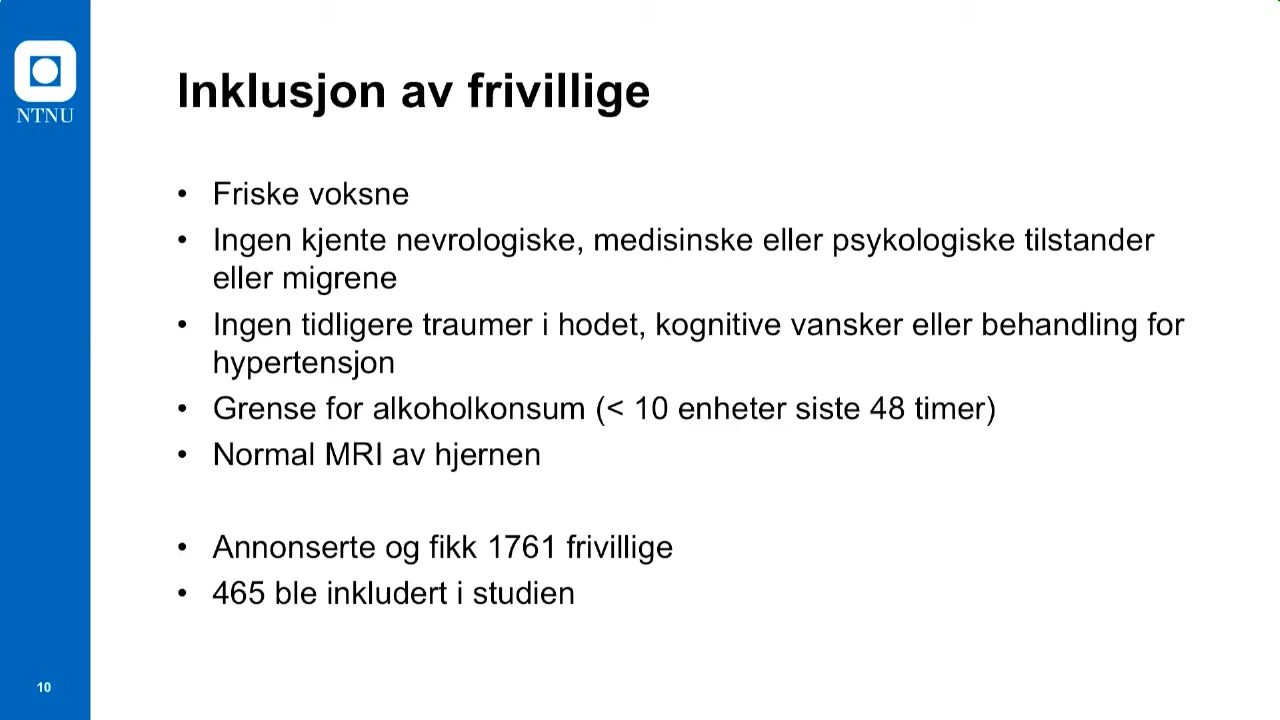 NTNU
Inklusjon av frivillige
• Friske voksne
• Ingen kjente nevrologiske, medisinske eller psykologiske tilstander
eller migrene
• Ingen tidligere traumer i hodet, kognitive vansker eller behandling for
hypertensjon
• Grense for alkoholkonsum (< 10 enheter siste 48 timer)
• Normal MRI av hjernen
• Annonserte og fikk 1761 frivillige
• 465 ble inkludert i studien
10